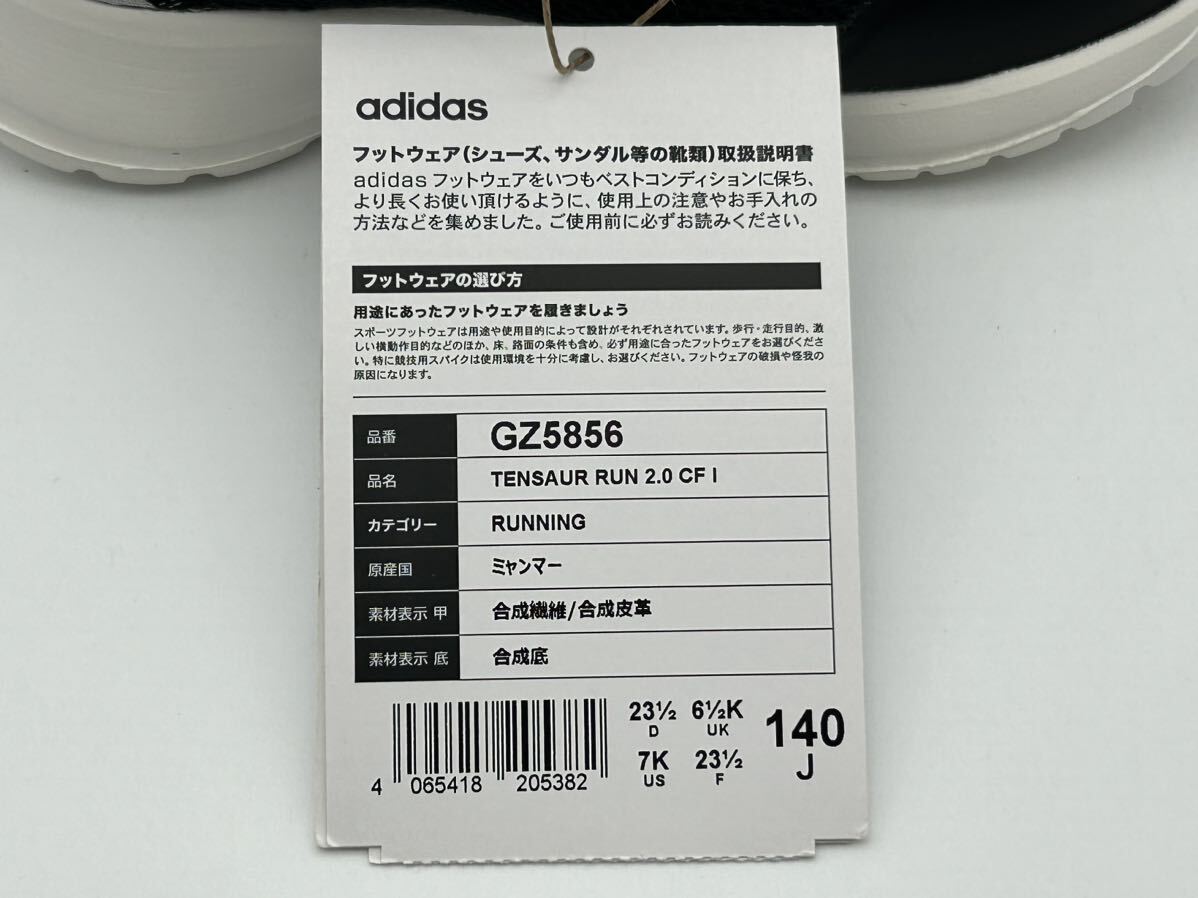 adidas
フットウェア(シューズ、サンダル等の靴類)取扱説明書
adidas フットウェアをいつもベストコンディションに保ち、
より長くお使い頂けるように、使用上の注意やお手入れの
方法などを集めました。ご使用前に必ずお読みください。
フットウェアの選び方
用途にあったフットウェアを履きましょう
スポーツフットウェアは用途や使用目的によって設計がそれぞれされています。歩行・走行目的、激
しい横動作目的などのほか、床、路面の条件も含め、必ず用途に合ったフットウェアをお選びくださ
い。特に競技用スパイクは使用環境を十分に考慮し、お選びください。フットウェアの破損や怪我の
原因になります。
品番 GZ5856
品名 TENSAUR RUN 2.0 CF I
カテゴリー RUNNING
原産国 ミャンマー
素材表示 甲 合成繊維/合成皮革
素材表示 底 合成底
23½ 6½K 140
D UK
7K 23½ J
US F
4 065418 205382